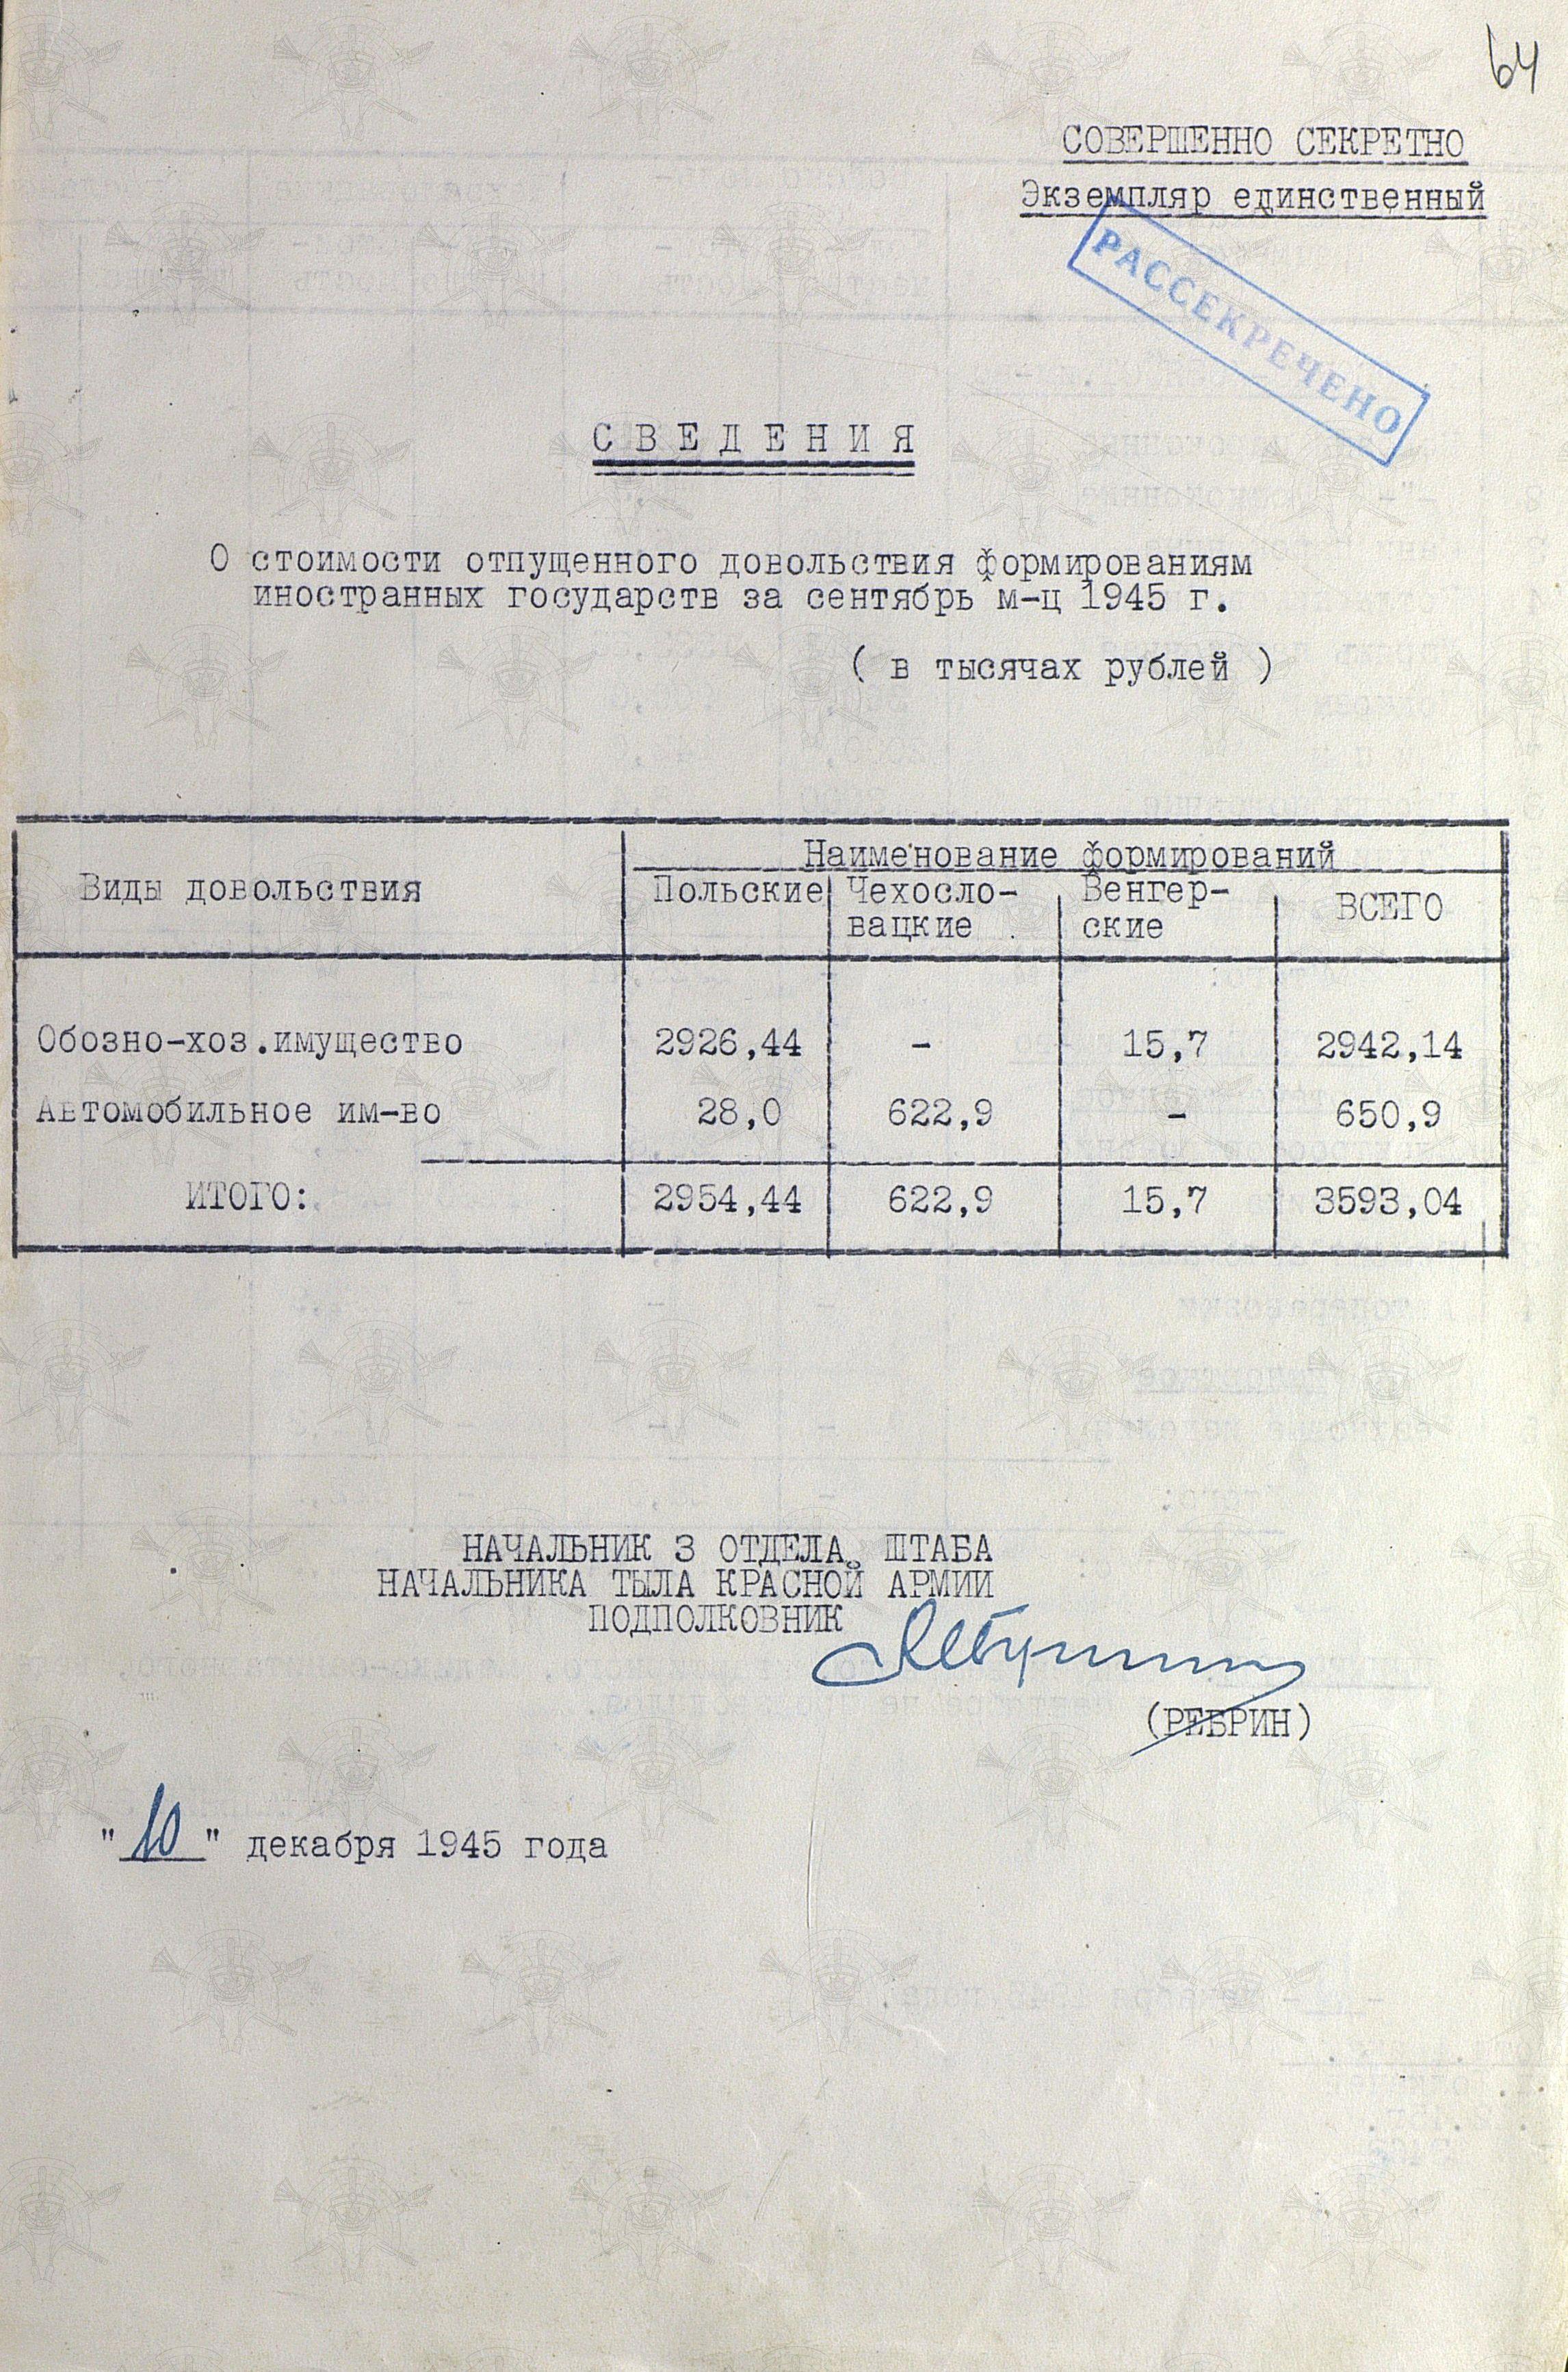 64
СОВЕРШЕННО СЕКРЕТНО
Экземпляр единственный
РАССЕКРЕЧЕНО
СВЕДЕНИЯ
О стоимости отпущенного довольствия формированиям
иностранных государств за сентябрь м-ц 1945 г.
( в тысячах рублей )
Виды довольствия
Наименование формирований
Польские Чехосло- Венгер- ВСЕГО
вацкие ские
Обозно-хоз.имущество 2926,44 - 15,7 2942,14
Автомобильное им-во 28,0 622,9 - 650,9
ИТОГО: 2954,44 622,9 15,7 3593,04
НАЧАЛЬНИК 3 ОТДЕЛА ШТАБА
НАЧАЛЬНИКА ТЫЛА КРАСНОЙ АРМИИ
ПОДПОЛКОВНИК
(РЕБРИН)
"10" декабря 1945 года